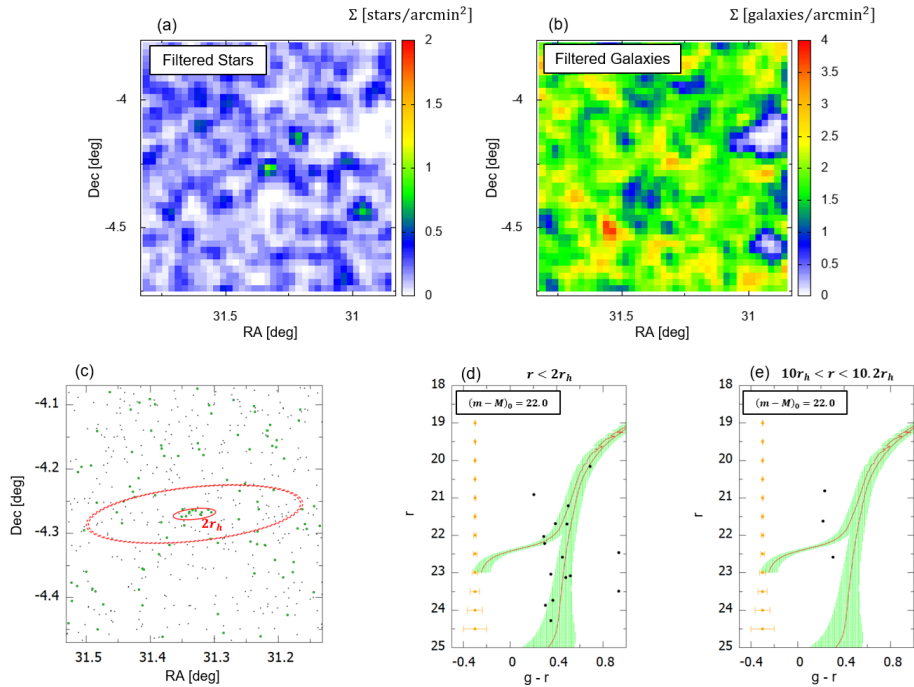 (a) Σ [stars/arcmin²]
Filtered Stars
2
1.5
1
0.5
0
-4
-4.5
Dec [deg]
31.5 31
RA [deg]
(b) Σ [galaxies/arcmin²]
Filtered Galaxies
4
3.5
3
2.5
2
1.5
1
0.5
0
-4
-4.5
Dec [deg]
31.5 31
RA [deg]
(c)
-4.1
-4.2
-4.3
-4.4
Dec [deg]
2r_h
31.5 31.4 31.3 31.2
RA [deg]
(d) r < 2r_h
(m − M)₀ = 22.0
18
19
20
21
22
23
24
25
r
-0.4 0 0.4 0.8
g - r
(e) 10r_h < r < 10.2r_h
(m − M)₀ = 22.0
18
19
20
21
22
23
24
25
r
-0.4 0 0.4 0.8
g - r